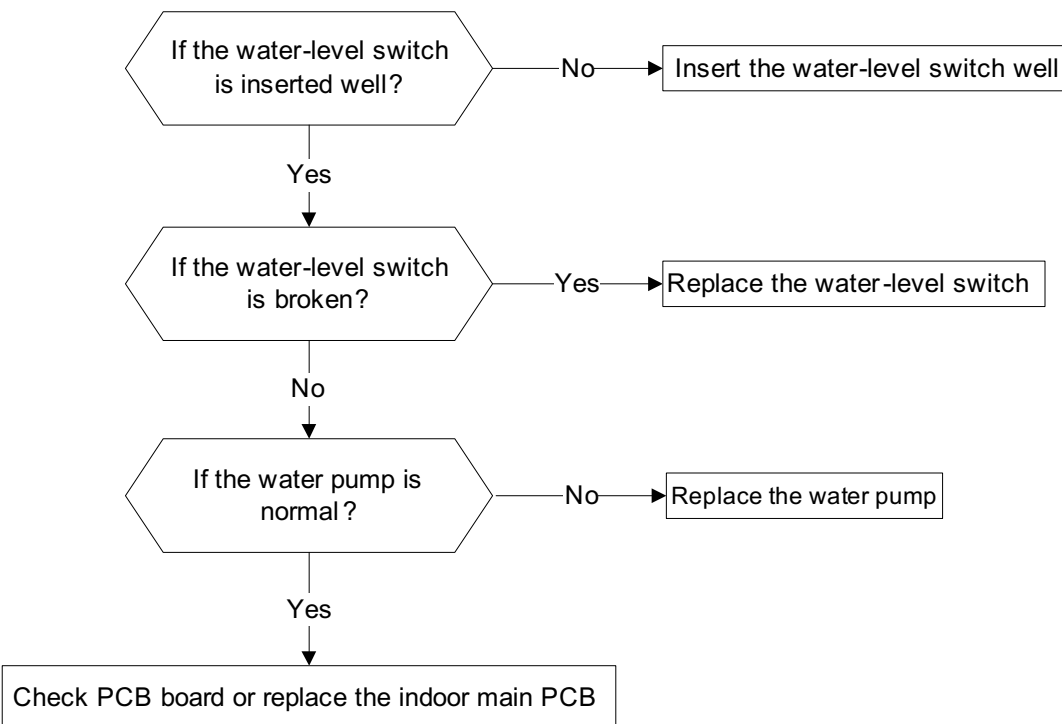 If the water-level switch
is inserted well?
No
Insert the water-level switch well
Yes
If the water-level switch
is broken?
Yes
Replace the water-level switch
No
If the water pump is
normal?
No
Replace the water pump
Yes
Check PCB board or replace the indoor main PCB